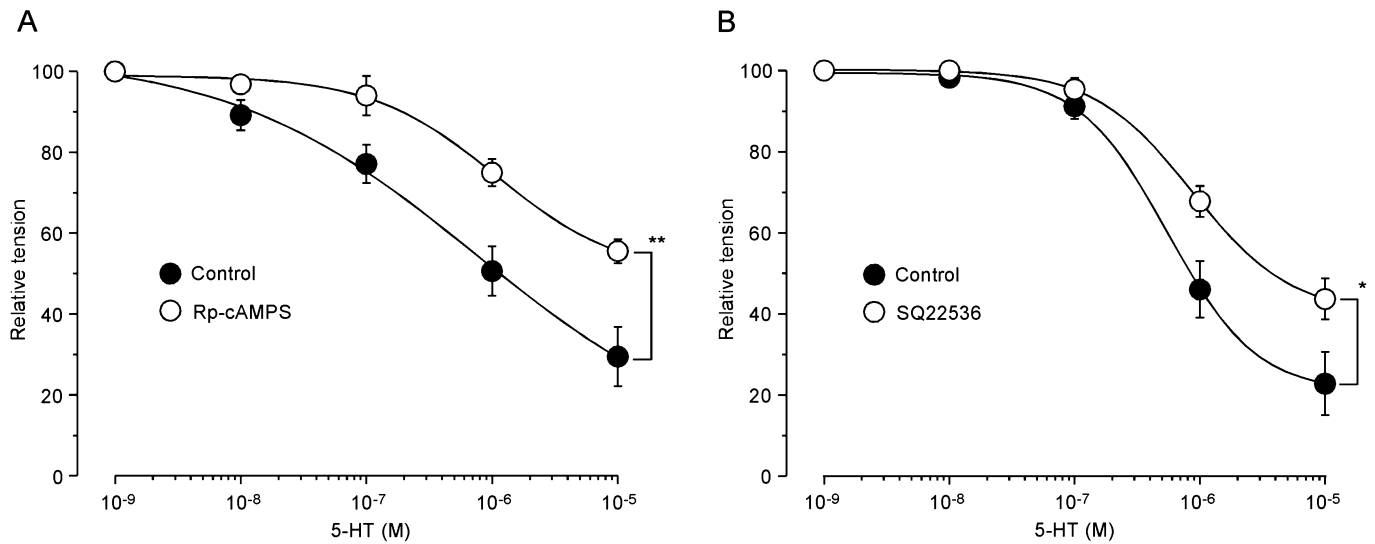 A
100
80
60
40
20
0
Relative tension
Control
Rp-cAMPS
**
10-9 10-8 10-7 10-6 10-5
5-HT (M)
B
100
80
60
40
20
0
Relative tension
Control
SQ22536
*
10-9 10-8 10-7 10-6 10-5
5-HT (M)